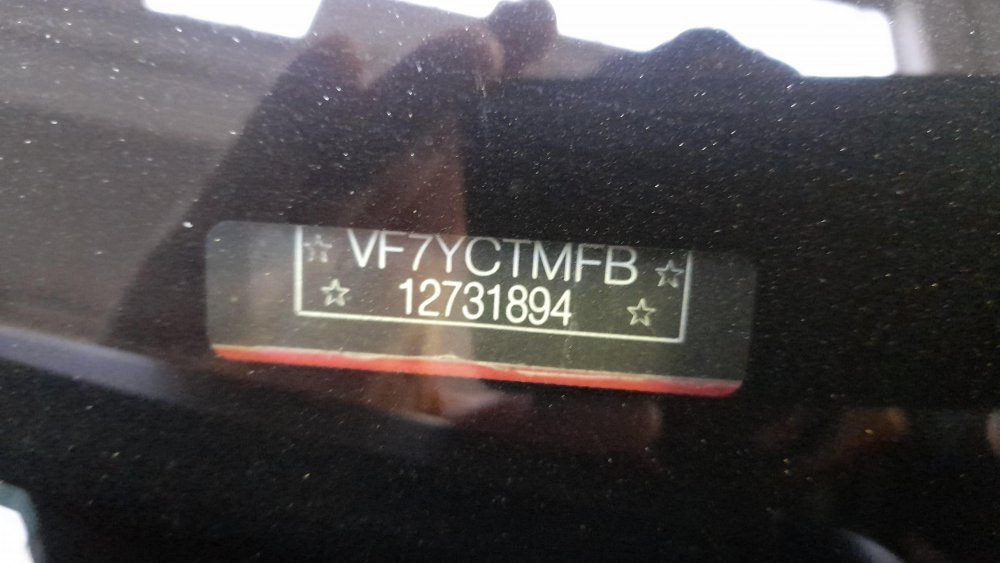 ☆ VF7YCTMFB ☆
☆ 12731894 ☆